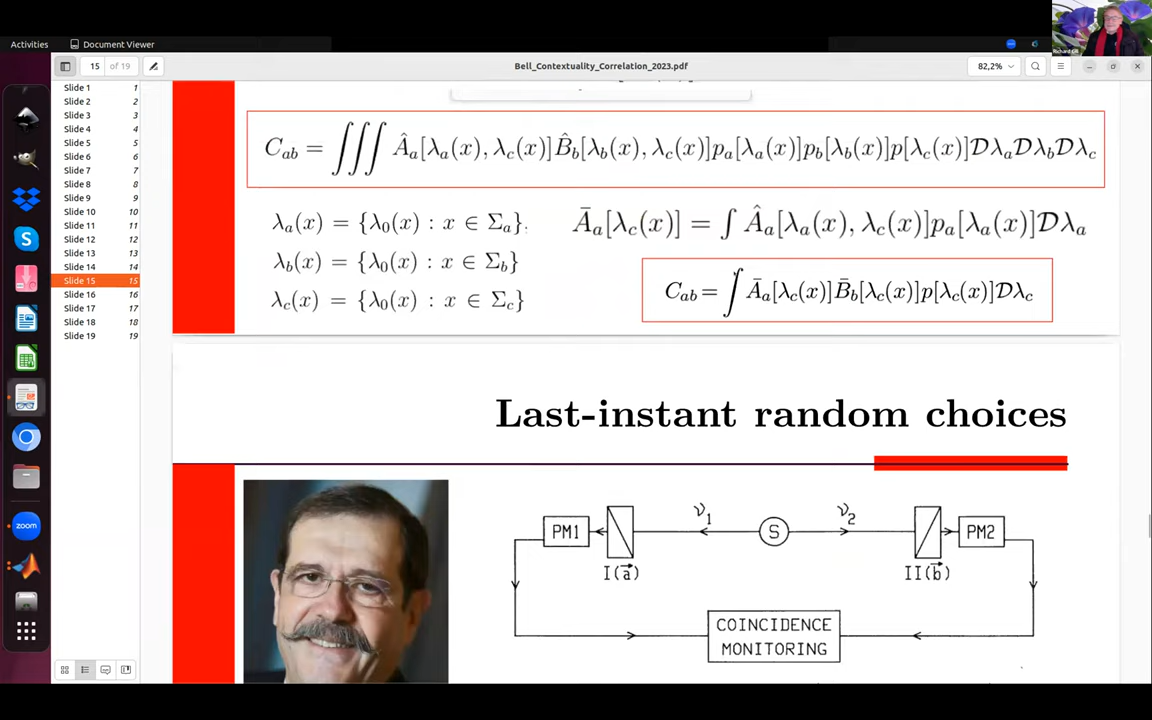 Activities
Document Viewer
Richard Gill
15 of 19
Bell_Contextuality_Correlation_2023.pdf
82,2%
Slide 1 1
Slide 2 2
Slide 3 3
Slide 4 4
Slide 5 5
Slide 6 6
Slide 7 7
Slide 8 8
Slide 9 9
Slide 10 10
Slide 11 11
Slide 12 12
Slide 13 13
Slide 14 14
Slide 15 15
Slide 16 16
Slide 17 17
Slide 18 18
Slide 19 19
zoom
C_{ab} = ∭ Â_a[λ_a(x), λ_c(x)]B̂_b[λ_b(x), λ_c(x)]p_a[λ_a(x)]p_b[λ_b(x)]p[λ_c(x)]𝒟λ_a𝒟λ_b𝒟λ_c
λ_a(x) = {λ_0(x) : x ∈ Σ_a}.
Ā_a[λ_c(x)] = ∫ Â_a[λ_a(x), λ_c(x)]p_a[λ_a(x)]𝒟λ_a
λ_b(x) = {λ_0(x) : x ∈ Σ_b}
λ_c(x) = {λ_0(x) : x ∈ Σ_c}
C_{ab} = ∫ Ā_a[λ_c(x)]B̄_b[λ_c(x)]p[λ_c(x)]𝒟λ_c
Last-instant random choices
ν_1
ν_2
PM1
S
PM2
I(a⃗)
II(b⃗)
COINCIDENCE
MONITORING